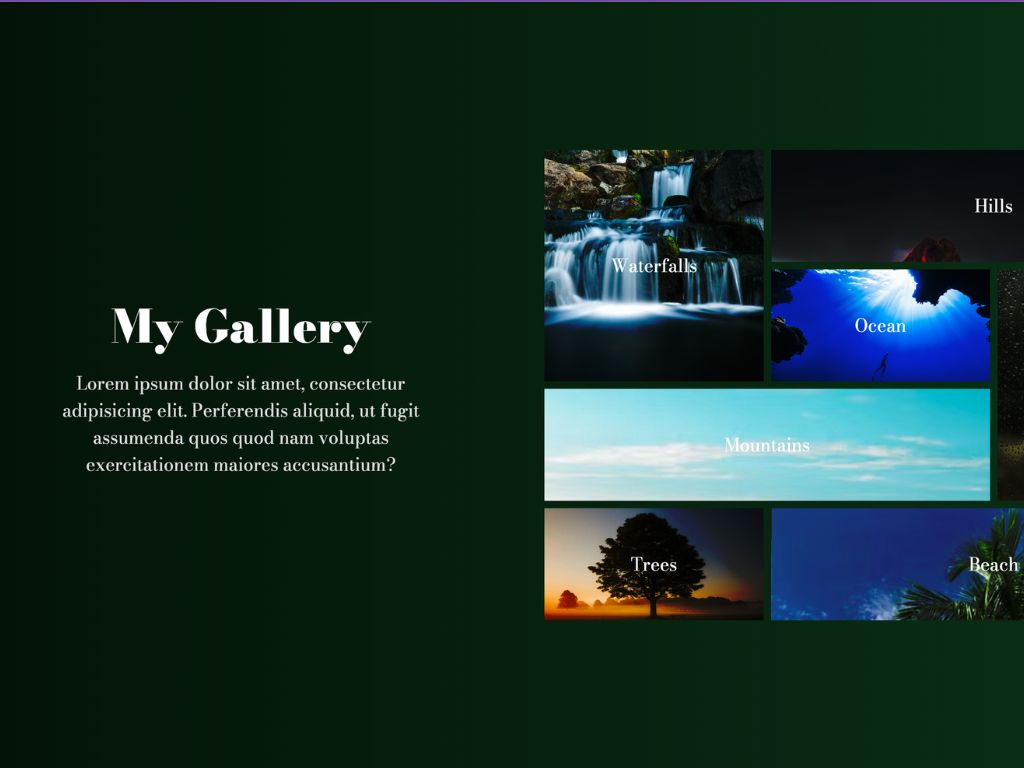 My Gallery
Lorem ipsum dolor sit amet, consectetur
adipisicing elit. Perferendis aliquid, ut fugit
assumenda quos quod nam voluptas
exercitationem maiores accusantium?
Waterfalls
Hills
Ocean
Mountains
Trees
Beach